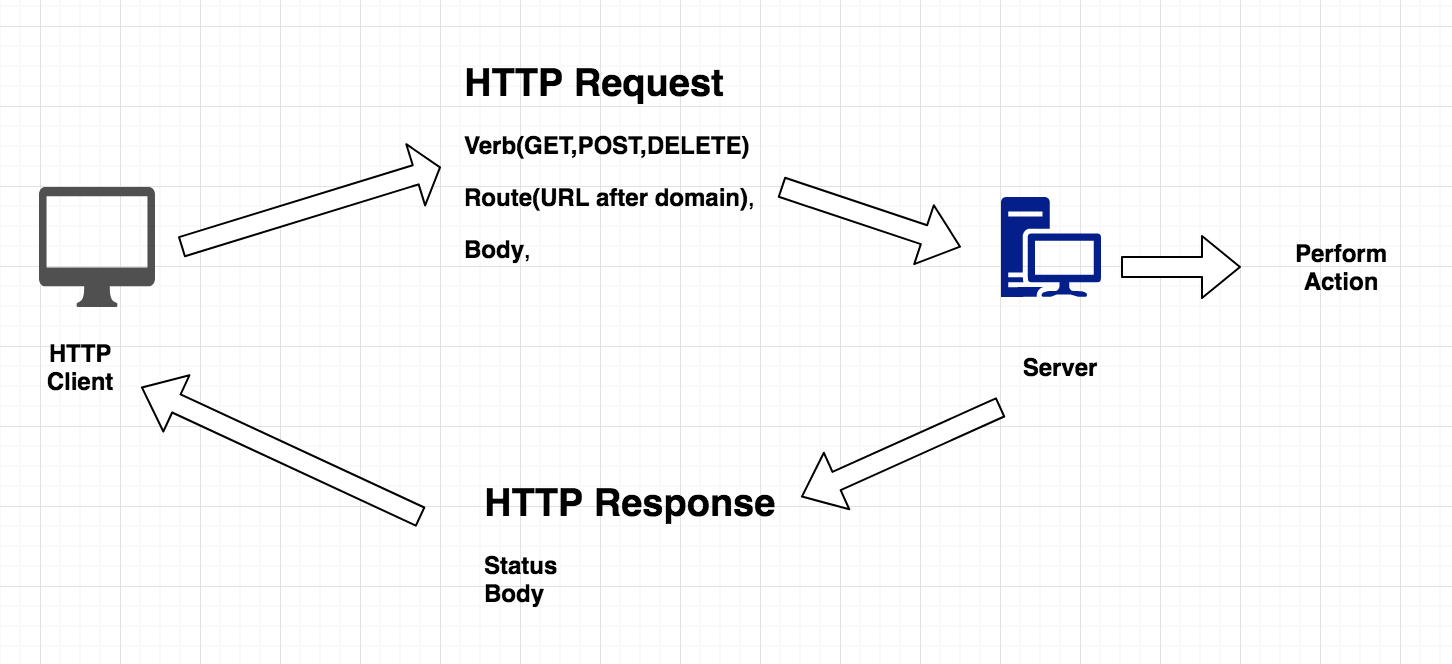 HTTP Request
Verb(GET,POST,DELETE)
Route(URL after domain),
Body,
HTTP
Client
Server
Perform
Action
HTTP Response
Status
Body